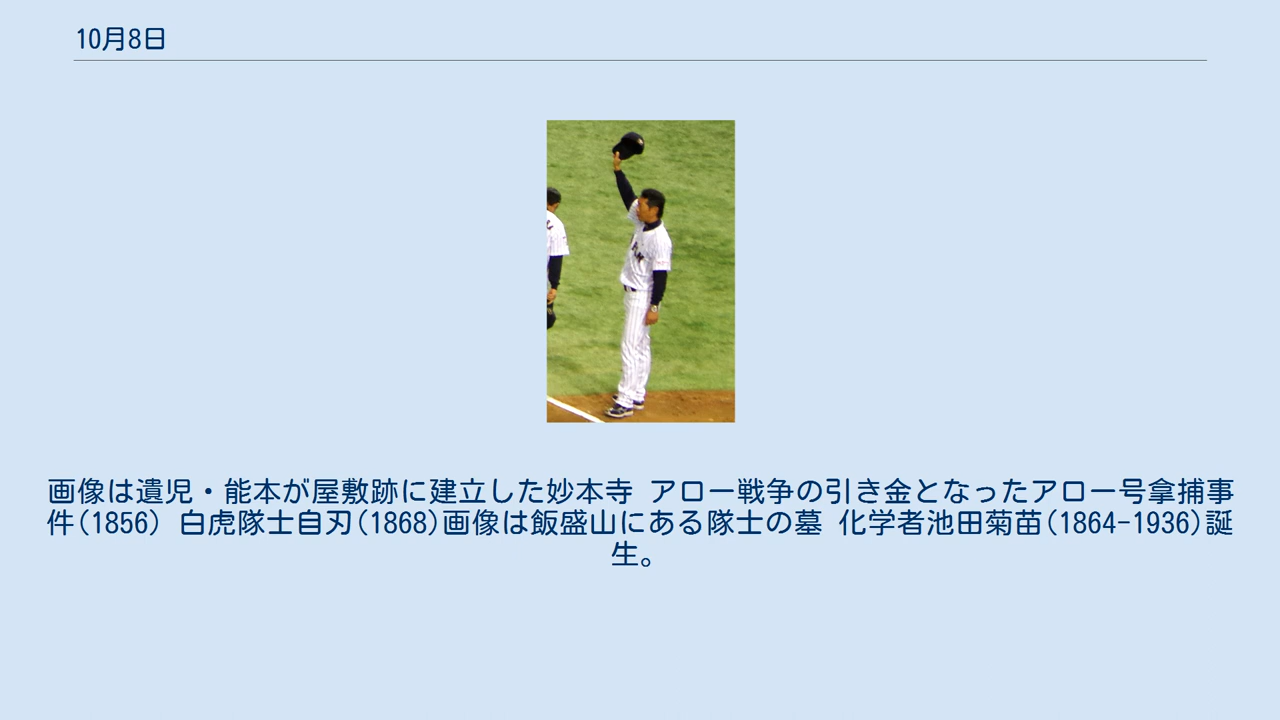 10月8日
画像は遺児・能本が屋敷跡に建立した妙本寺 アロー戦争の引き金となったアロー号拿捕事
件(1856) 白虎隊士自刃(1868)画像は飯盛山にある隊士の墓 化学者池田菊苗(1864-1936)誕
生。